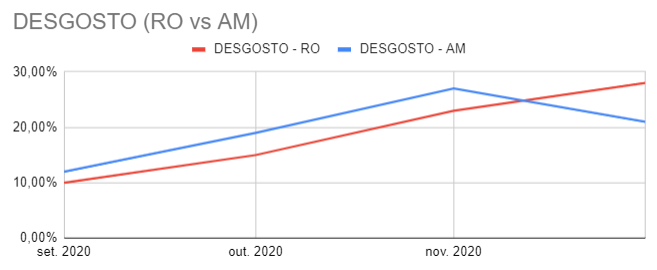 DESGOSTO (RO vs AM)
DESGOSTO - RO DESGOSTO - AM
30,00%
20,00%
10,00%
0,00%
set. 2020 out. 2020 nov. 2020